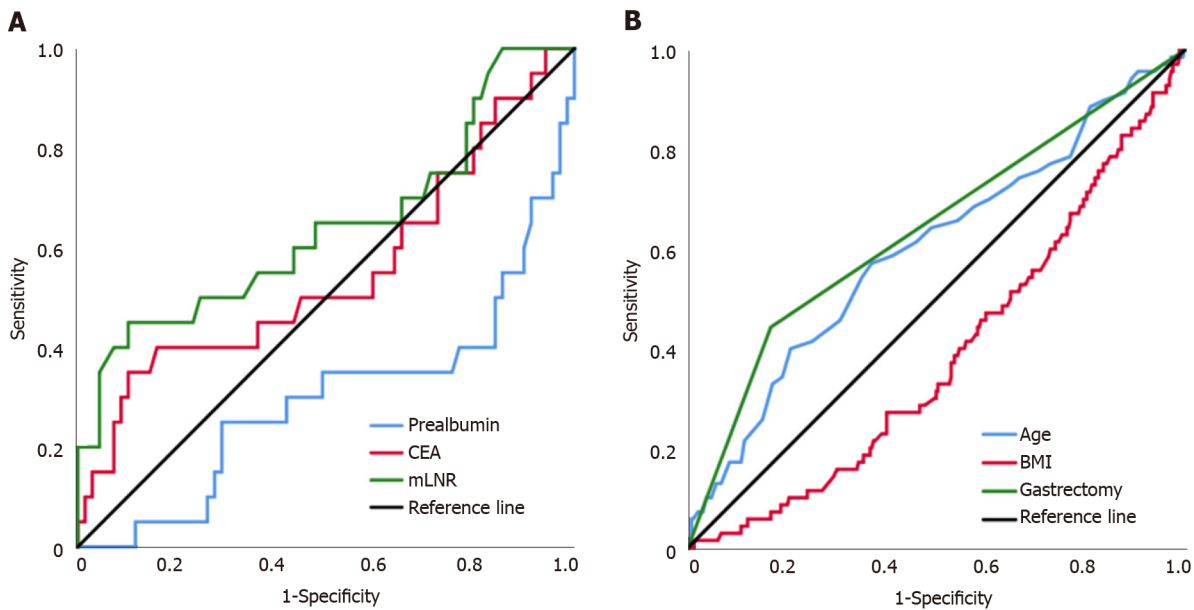 A
1.0
0.8
0.6
0.4
0.2
0
Sensitivity
Prealbumin
CEA
mLNR
Reference line
0 0.2 0.4 0.6 0.8 1.0
1-Specificity
B
1.0
0.8
0.6
0.4
0.2
0
Sensitivity
Age
BMI
Gastrectomy
Reference line
0 0.2 0.4 0.6 0.8 1.0
1-Specificity